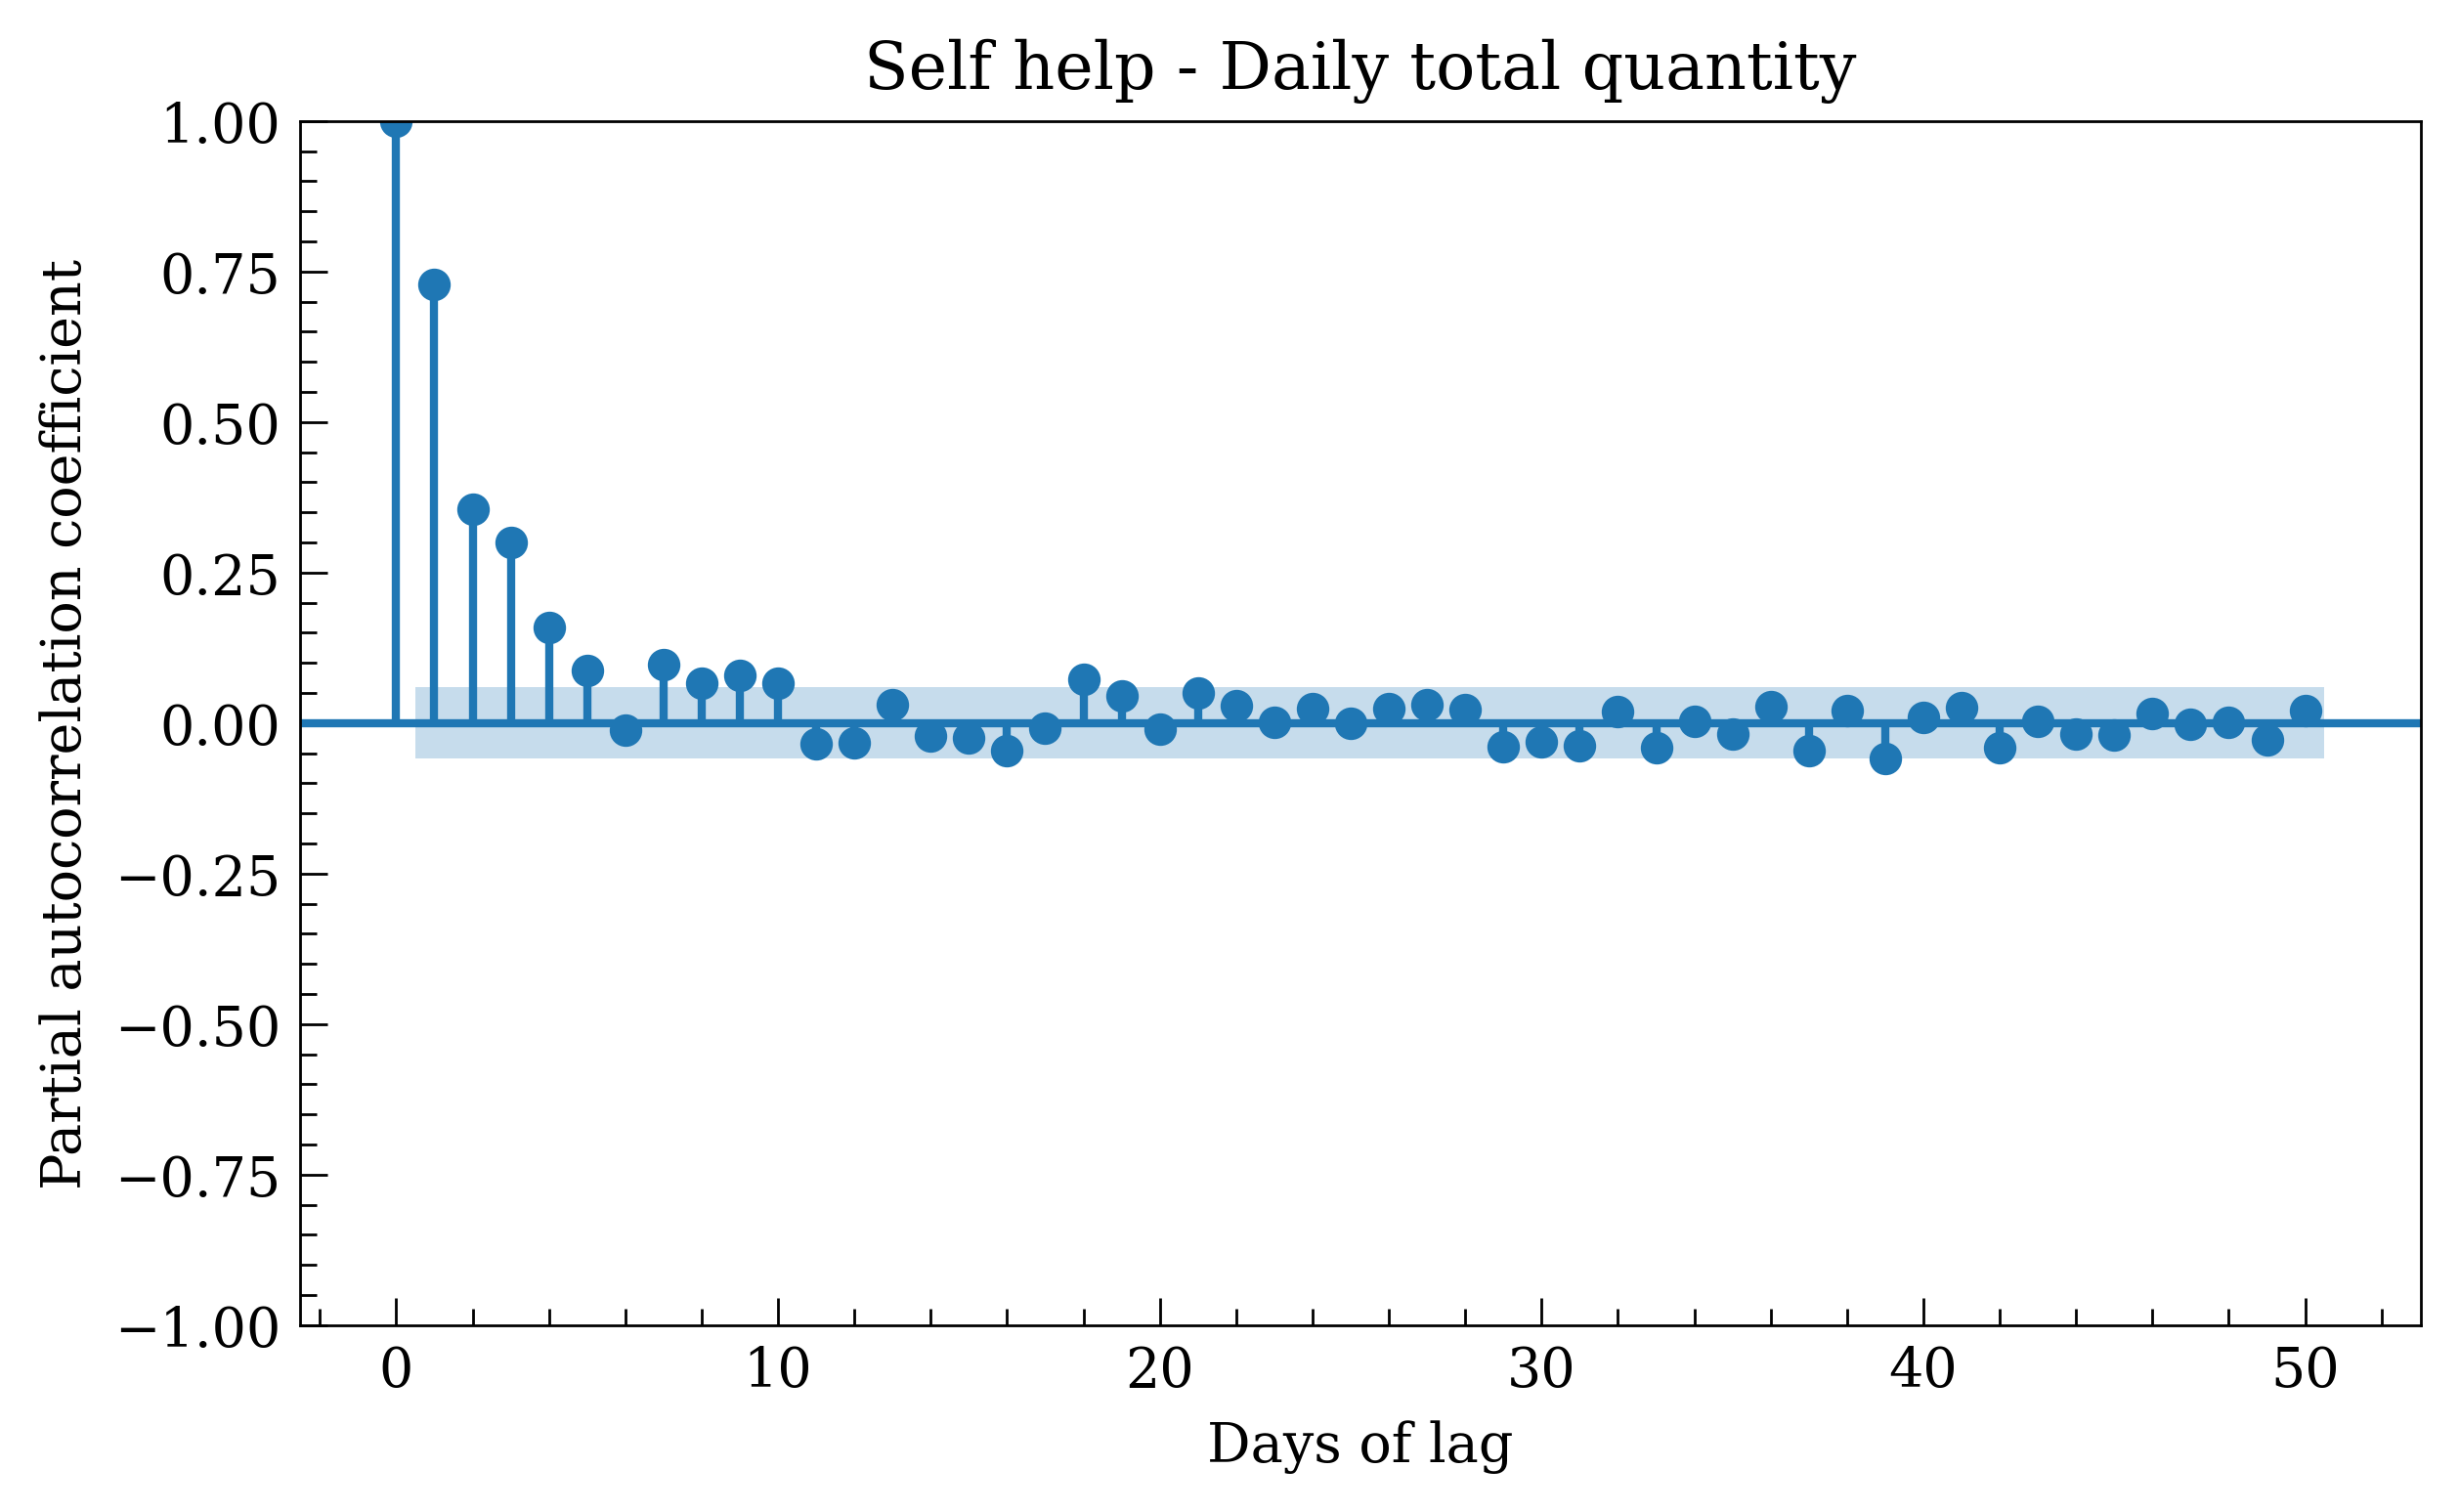 Self help - Daily total quantity
Partial autocorrelation coefficient
1.00
0.75
0.50
0.25
0.00
−0.25
−0.50
−0.75
−1.00
0 10 20 30 40 50
Days of lag